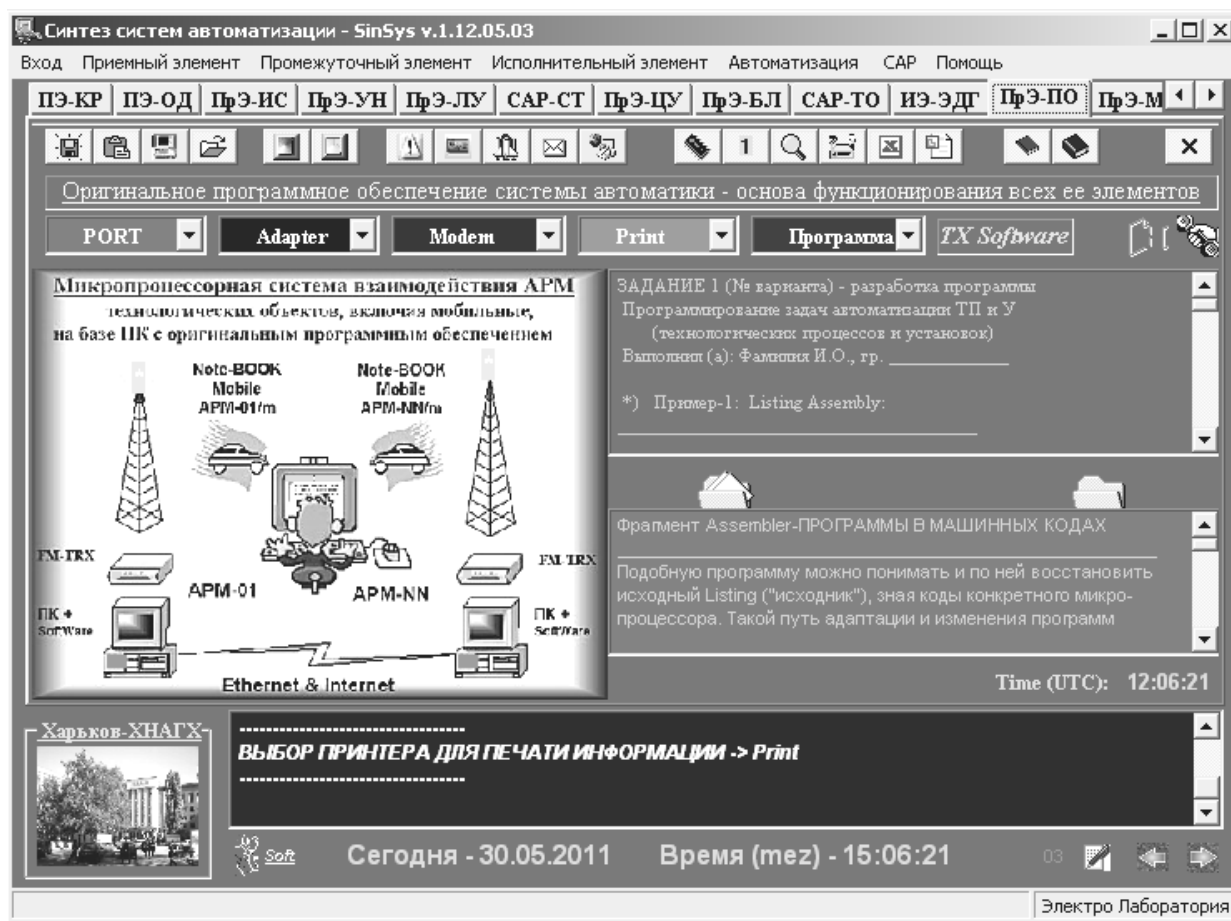 Синтез систем автоматизации - SinSys v.1.12.05.03
Вход Приемный элемент Промежуточный элемент Исполнительный элемент Автоматизация САР Помощь
ПЭ-КР ПЭ-ОД ПрЭ-ИС ПрЭ-УН ПрЭ-ЛУ САР-СТ ПрЭ-ЦУ ПрЭ-БЛ САР-ТО ИЭ-ЭДГ ПрЭ-ПО ПрЭ-М
1
Оригинальное программное обеспечение системы автоматики - основа функционирования всех ее элементов
PORT Adapter Modem Print Программа TX Software
Микропроцессорная система взаимодействия АРМ
технологических объектов, включая мобильные,
на базе ПК с оригинальным программным обеспечением
Note-BOOK Note-BOOK
Mobile Mobile
АРМ-01/m АРМ-NN/m
FM-TRX FM-TRX
АРМ-01 АРМ-NN
ПК + ПК +
SoftWare SoftWare
Ethernet & Internet
ЗАДАНИЕ 1 (№ варианта) - разработка программы
Программирование задач автоматизации ТП и У
(технологических процессов и установок)
Выполнил (а): Фамилия И.О., гр. ____________
*) Пример-1: Listing Assembly:
Фрагмент Assembler-ПРОГРАММЫ В МАШИННЫХ КОДАХ
Подобную программу можно понимать и по ней восстановить
исходный Listing ("исходник"), зная коды конкретного микро-
процессора. Такой путь адаптации и изменения программ
Time (UTC): 12:06:21
Харьков-ХНАГХ
----------------------------------
ВЫБОР ПРИНТЕРА ДЛЯ ПЕЧАТИ ИНФОРМАЦИИ -> Print
----------------------------------
03 Soft Сегодня - 30.05.2011 Время (mez) - 15:06:21 03
Электро Лаборатория